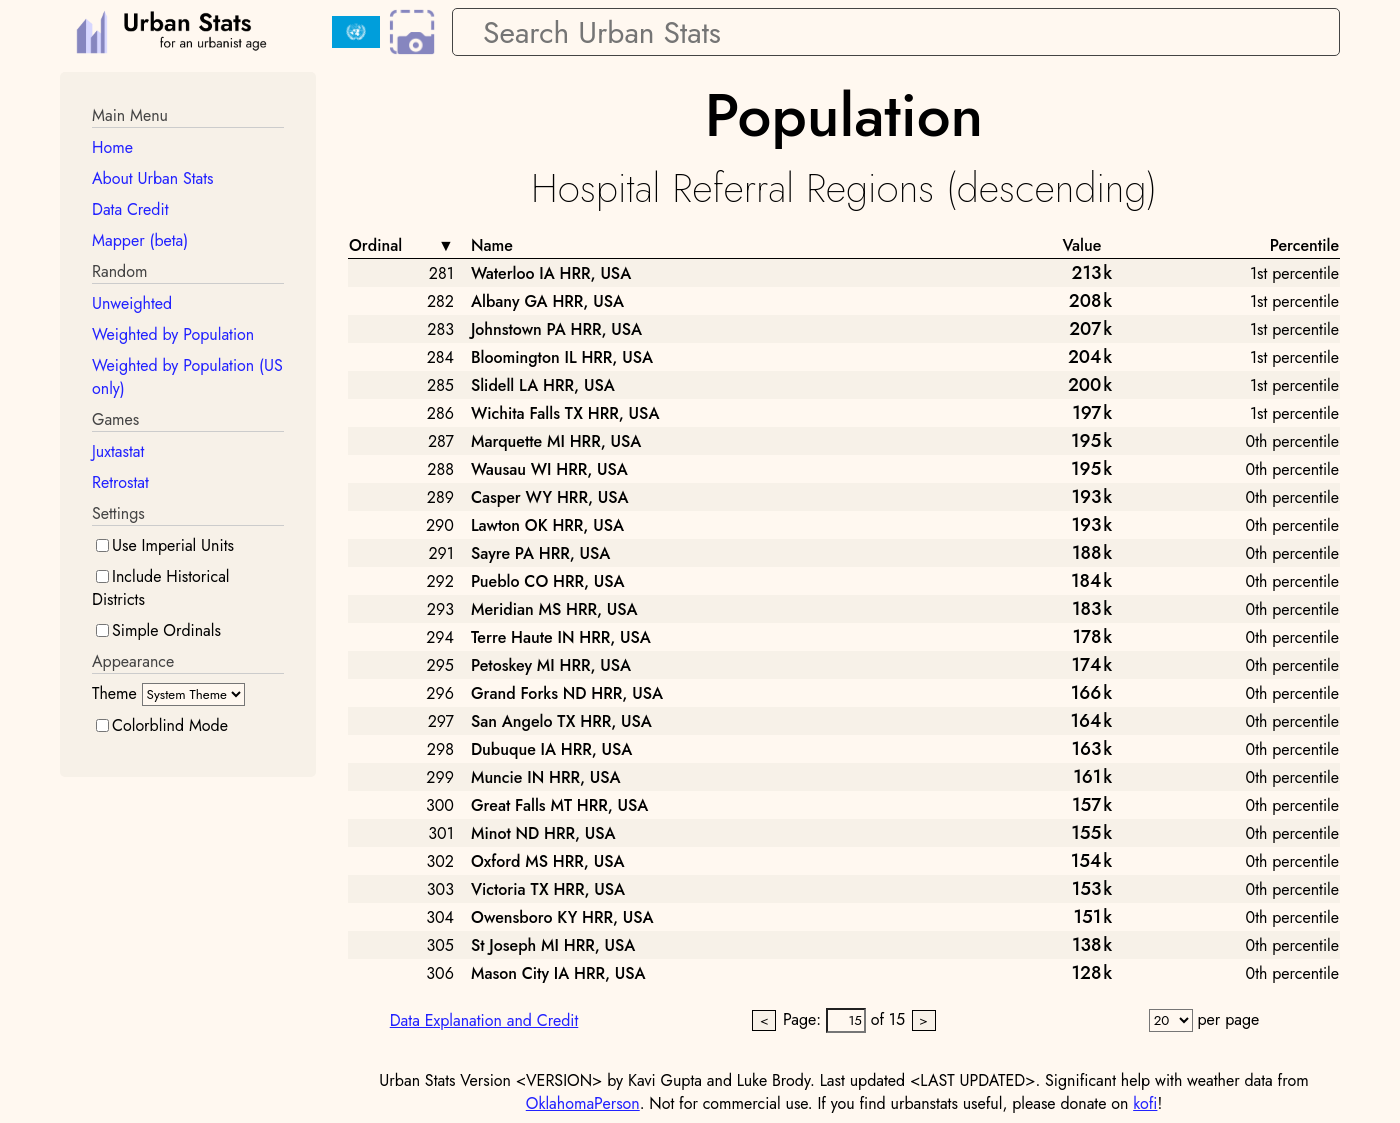 Urban Stats
for an urbanist age
Search Urban Stats
Main Menu
Home
About Urban Stats
Data Credit
Mapper (beta)
Random
Unweighted
Weighted by Population
Weighted by Population (US
only)
Games
Juxtastat
Retrostat
Settings
Use Imperial Units
Include Historical
Districts
Simple Ordinals
Appearance
Theme System Theme
Colorblind Mode
Population
Hospital Referral Regions (descending)
Ordinal ▼ Name Value Percentile
281 Waterloo IA HRR, USA 213k 1st percentile
282 Albany GA HRR, USA 208k 1st percentile
283 Johnstown PA HRR, USA 207k 1st percentile
284 Bloomington IL HRR, USA 204k 1st percentile
285 Slidell LA HRR, USA 200k 1st percentile
286 Wichita Falls TX HRR, USA 197k 1st percentile
287 Marquette MI HRR, USA 195k 0th percentile
288 Wausau WI HRR, USA 195k 0th percentile
289 Casper WY HRR, USA 193k 0th percentile
290 Lawton OK HRR, USA 193k 0th percentile
291 Sayre PA HRR, USA 188k 0th percentile
292 Pueblo CO HRR, USA 184k 0th percentile
293 Meridian MS HRR, USA 183k 0th percentile
294 Terre Haute IN HRR, USA 178k 0th percentile
295 Petoskey MI HRR, USA 174k 0th percentile
296 Grand Forks ND HRR, USA 166k 0th percentile
297 San Angelo TX HRR, USA 164k 0th percentile
298 Dubuque IA HRR, USA 163k 0th percentile
299 Muncie IN HRR, USA 161k 0th percentile
300 Great Falls MT HRR, USA 157k 0th percentile
301 Minot ND HRR, USA 155k 0th percentile
302 Oxford MS HRR, USA 154k 0th percentile
303 Victoria TX HRR, USA 153k 0th percentile
304 Owensboro KY HRR, USA 151k 0th percentile
305 St Joseph MI HRR, USA 138k 0th percentile
306 Mason City IA HRR, USA 128k 0th percentile
Data Explanation and Credit < Page: 15 of 15 > 20 per page
Urban Stats Version <VERSION> by Kavi Gupta and Luke Brody. Last updated <LAST UPDATED>. Significant help with weather data from
OklahomaPerson. Not for commercial use. If you find urbanstats useful, please donate on kofi!